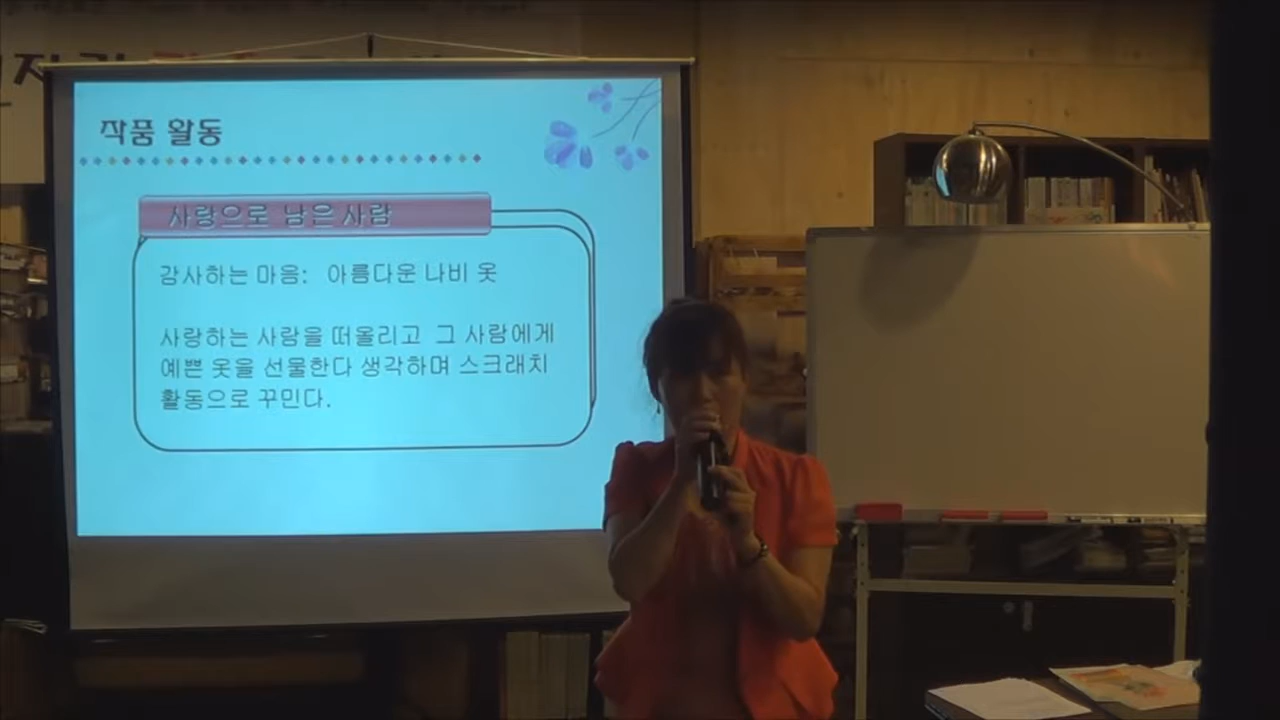 작품 활동
사랑으로 남은 사람
감사하는 마음: 아름다운 나비 옷
사랑하는 사람을 떠올리고 그 사람에게
예쁜 옷을 선물한다 생각하며 스크래치
활동으로 꾸민다.